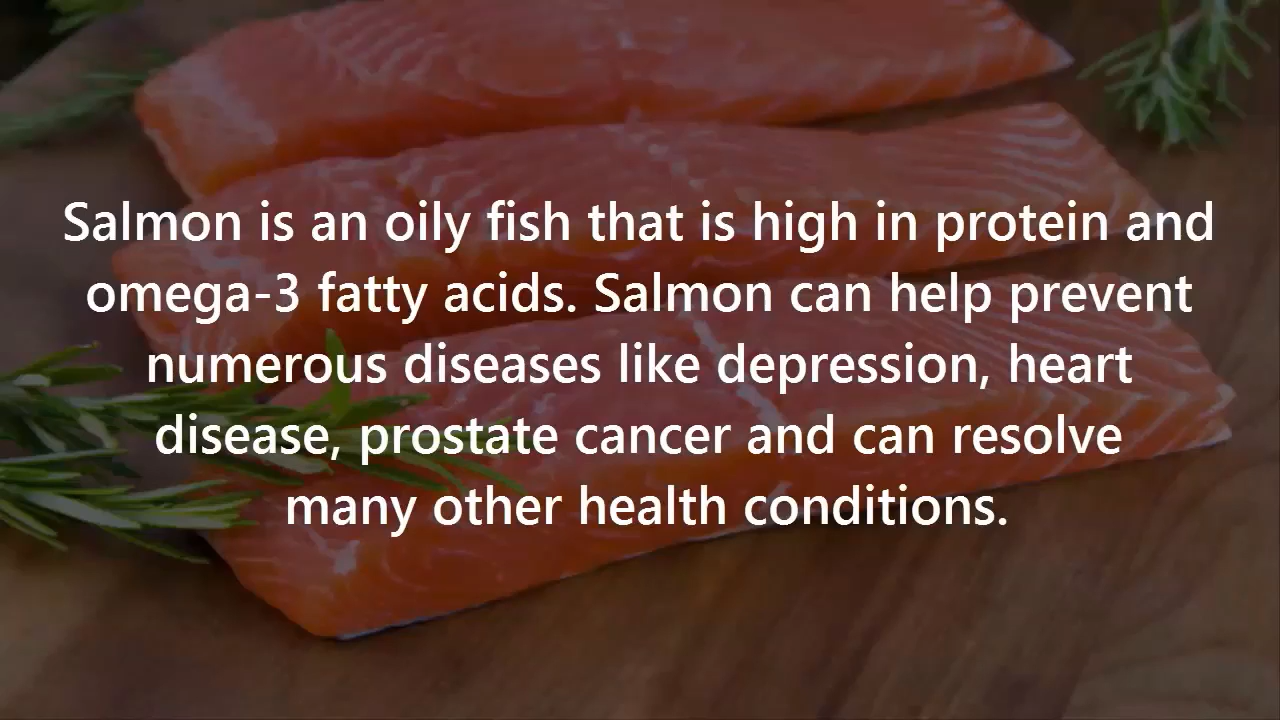 Salmon is an oily fish that is high in protein and
omega-3 fatty acids. Salmon can help prevent
numerous diseases like depression, heart
disease, prostate cancer and can resolve
many other health conditions.